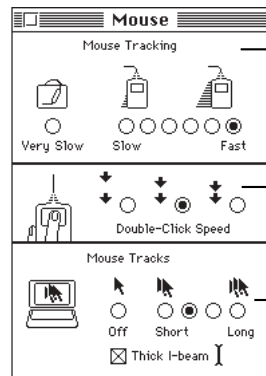 Mouse
Mouse Tracking
Very Slow Slow Fast
Double-Click Speed
Mouse Tracks
Off Short Long
Thick I-beam